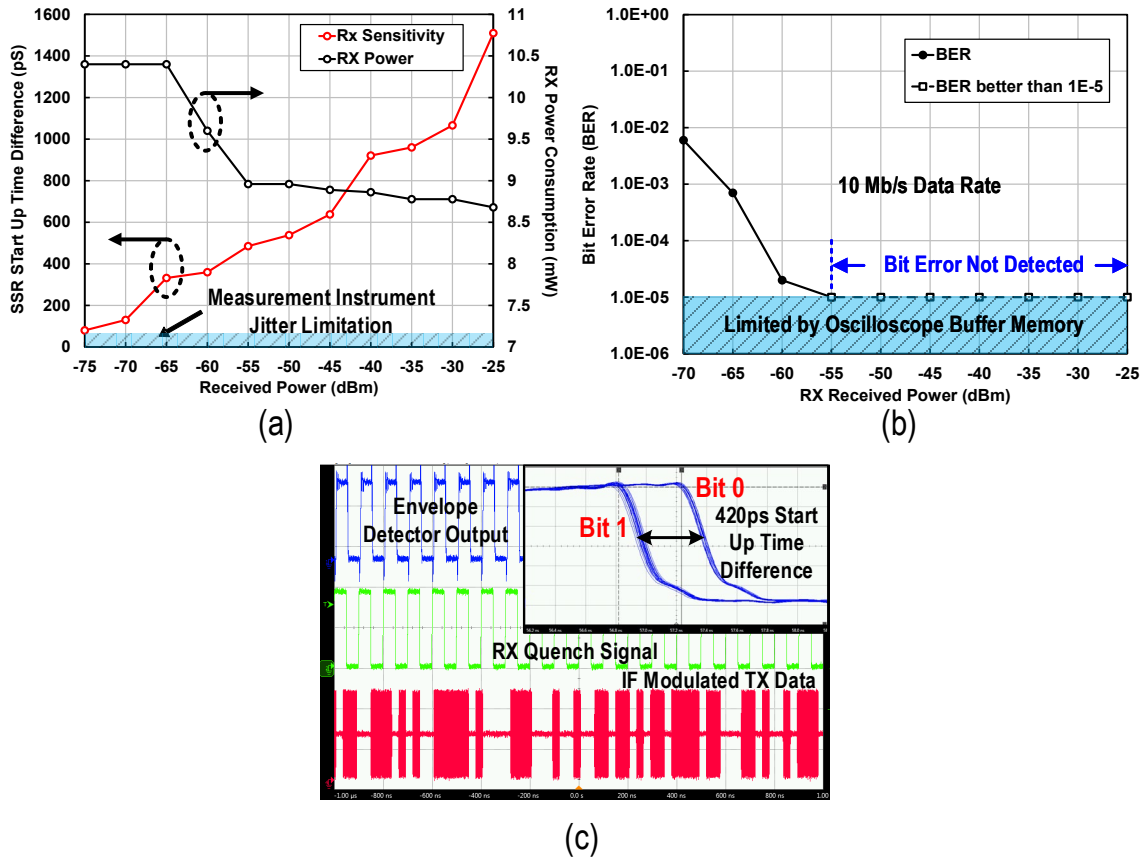 1600
1400
1200
1000
800
600
400
200
0
SSR STart Up Time Difference (pS)
Rx Sensitivity
RX Power
Measurement Instrument
Jitter Limitation
11
10.5
10
9.5
9
8.5
8
7.5
7
RX Power Consumption (mW)
-75 -70 -65 -60 -55 -50 -45 -40 -35 -30 -25
Received Power (dBm)
(a)
1.0E+00
1.0E-01
1.0E-02
1.0E-03
1.0E-04
1.0E-05
1.0E-06
Bit Error Rate (BER)
BER
BER better than 1E-5
10 Mb/s Data Rate
Bit Error Not Detected
Limited by Oscilloscope Buffer Memory
-70 -65 -60 -55 -50 -45 -40 -35 -30 -25
RX Received Power (dBm)
(b)
Envelope
Detector Output
Bit 1
Bit 0
420ps Start
Up Time
Difference
RX Quench Signal
IF Modulated TX Data
-1.00 µs -800 ns -600 ns -400 ns -200 ns 0.0 s 200 ns 400 ns 600 ns 800 ns 1.00
(c)